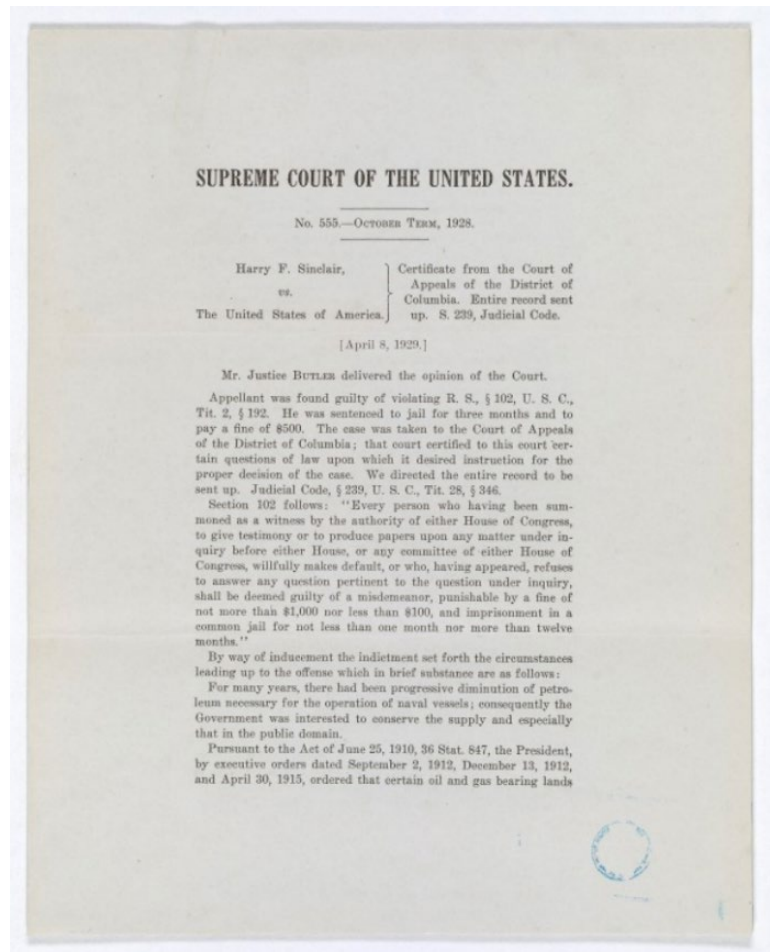 SUPREME COURT OF THE UNITED STATES.
No. 555.—OCTOBER TERM, 1928.
Harry F. Sinclair,
vs.
The United States of America.
Certificate from the Court of
Appeals of the District of
Columbia. Entire record sent
up. S. 239, Judicial Code.
[April 8, 1929.]
Mr. Justice BUTLER delivered the opinion of the Court.
Appellant was found guilty of violating R. S., § 102, U. S. C.,
Tit. 2, § 192. He was sentenced to jail for three months and to
pay a fine of $500. The case was taken to the Court of Appeals
of the District of Columbia; that court certified to this court cer-
tain questions of law upon which it desired instruction for the
proper decision of the case. We directed the entire record to be
sent up. Judicial Code, § 239, U. S. C., Tit. 28, § 346.
Section 102 follows: "Every person who having been sum-
moned as a witness by the authority of either House of Congress,
to give testimony or to produce papers upon any matter under in-
quiry before either House, or any committee of either House of
Congress, willfully makes default, or who, having appeared, refuses
to answer any question pertinent to the question under inquiry,
shall be deemed guilty of a misdemeanor, punishable by a fine of
not more than $1,000 nor less than $100, and imprisonment in a
common jail for not less than one month nor more than twelve
months."
By way of inducement the indictment set forth the circumstances
leading up to the offense which in brief substance are as follows:
For many years, there had been progressive diminution of petro-
leum necessary for the operation of naval vessels; consequently the
Government was interested to conserve the supply and especially
that in the public domain.
Pursuant to the Act of June 25, 1910, 36 Stat. 847, the President,
by executive orders dated September 2, 1912, December 13, 1912,
and April 30, 1915, ordered that certain oil and gas bearing lands